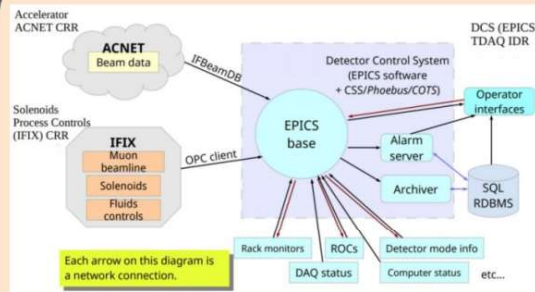 Accelerator
ACNET CRR
ACNET
Beam data
IFBeamDB
Solenoids
Process Controls
(IFIX) CRR
IFIX
Muon
beamline
Solenoids
Fluids
controls
OPC client
Detector Control System
(EPICS software
+ CSS/Phoebus/COTS)
EPICS
base
DCS (EPICS)
TDAQ IDR
Operator
interfaces
Alarm
server
Archiver
SQL
RDBMS
Rack monitors
ROCs
Detector mode info
DAQ status
Computer status
etc...
Each arrow on this diagram is
a network connection.